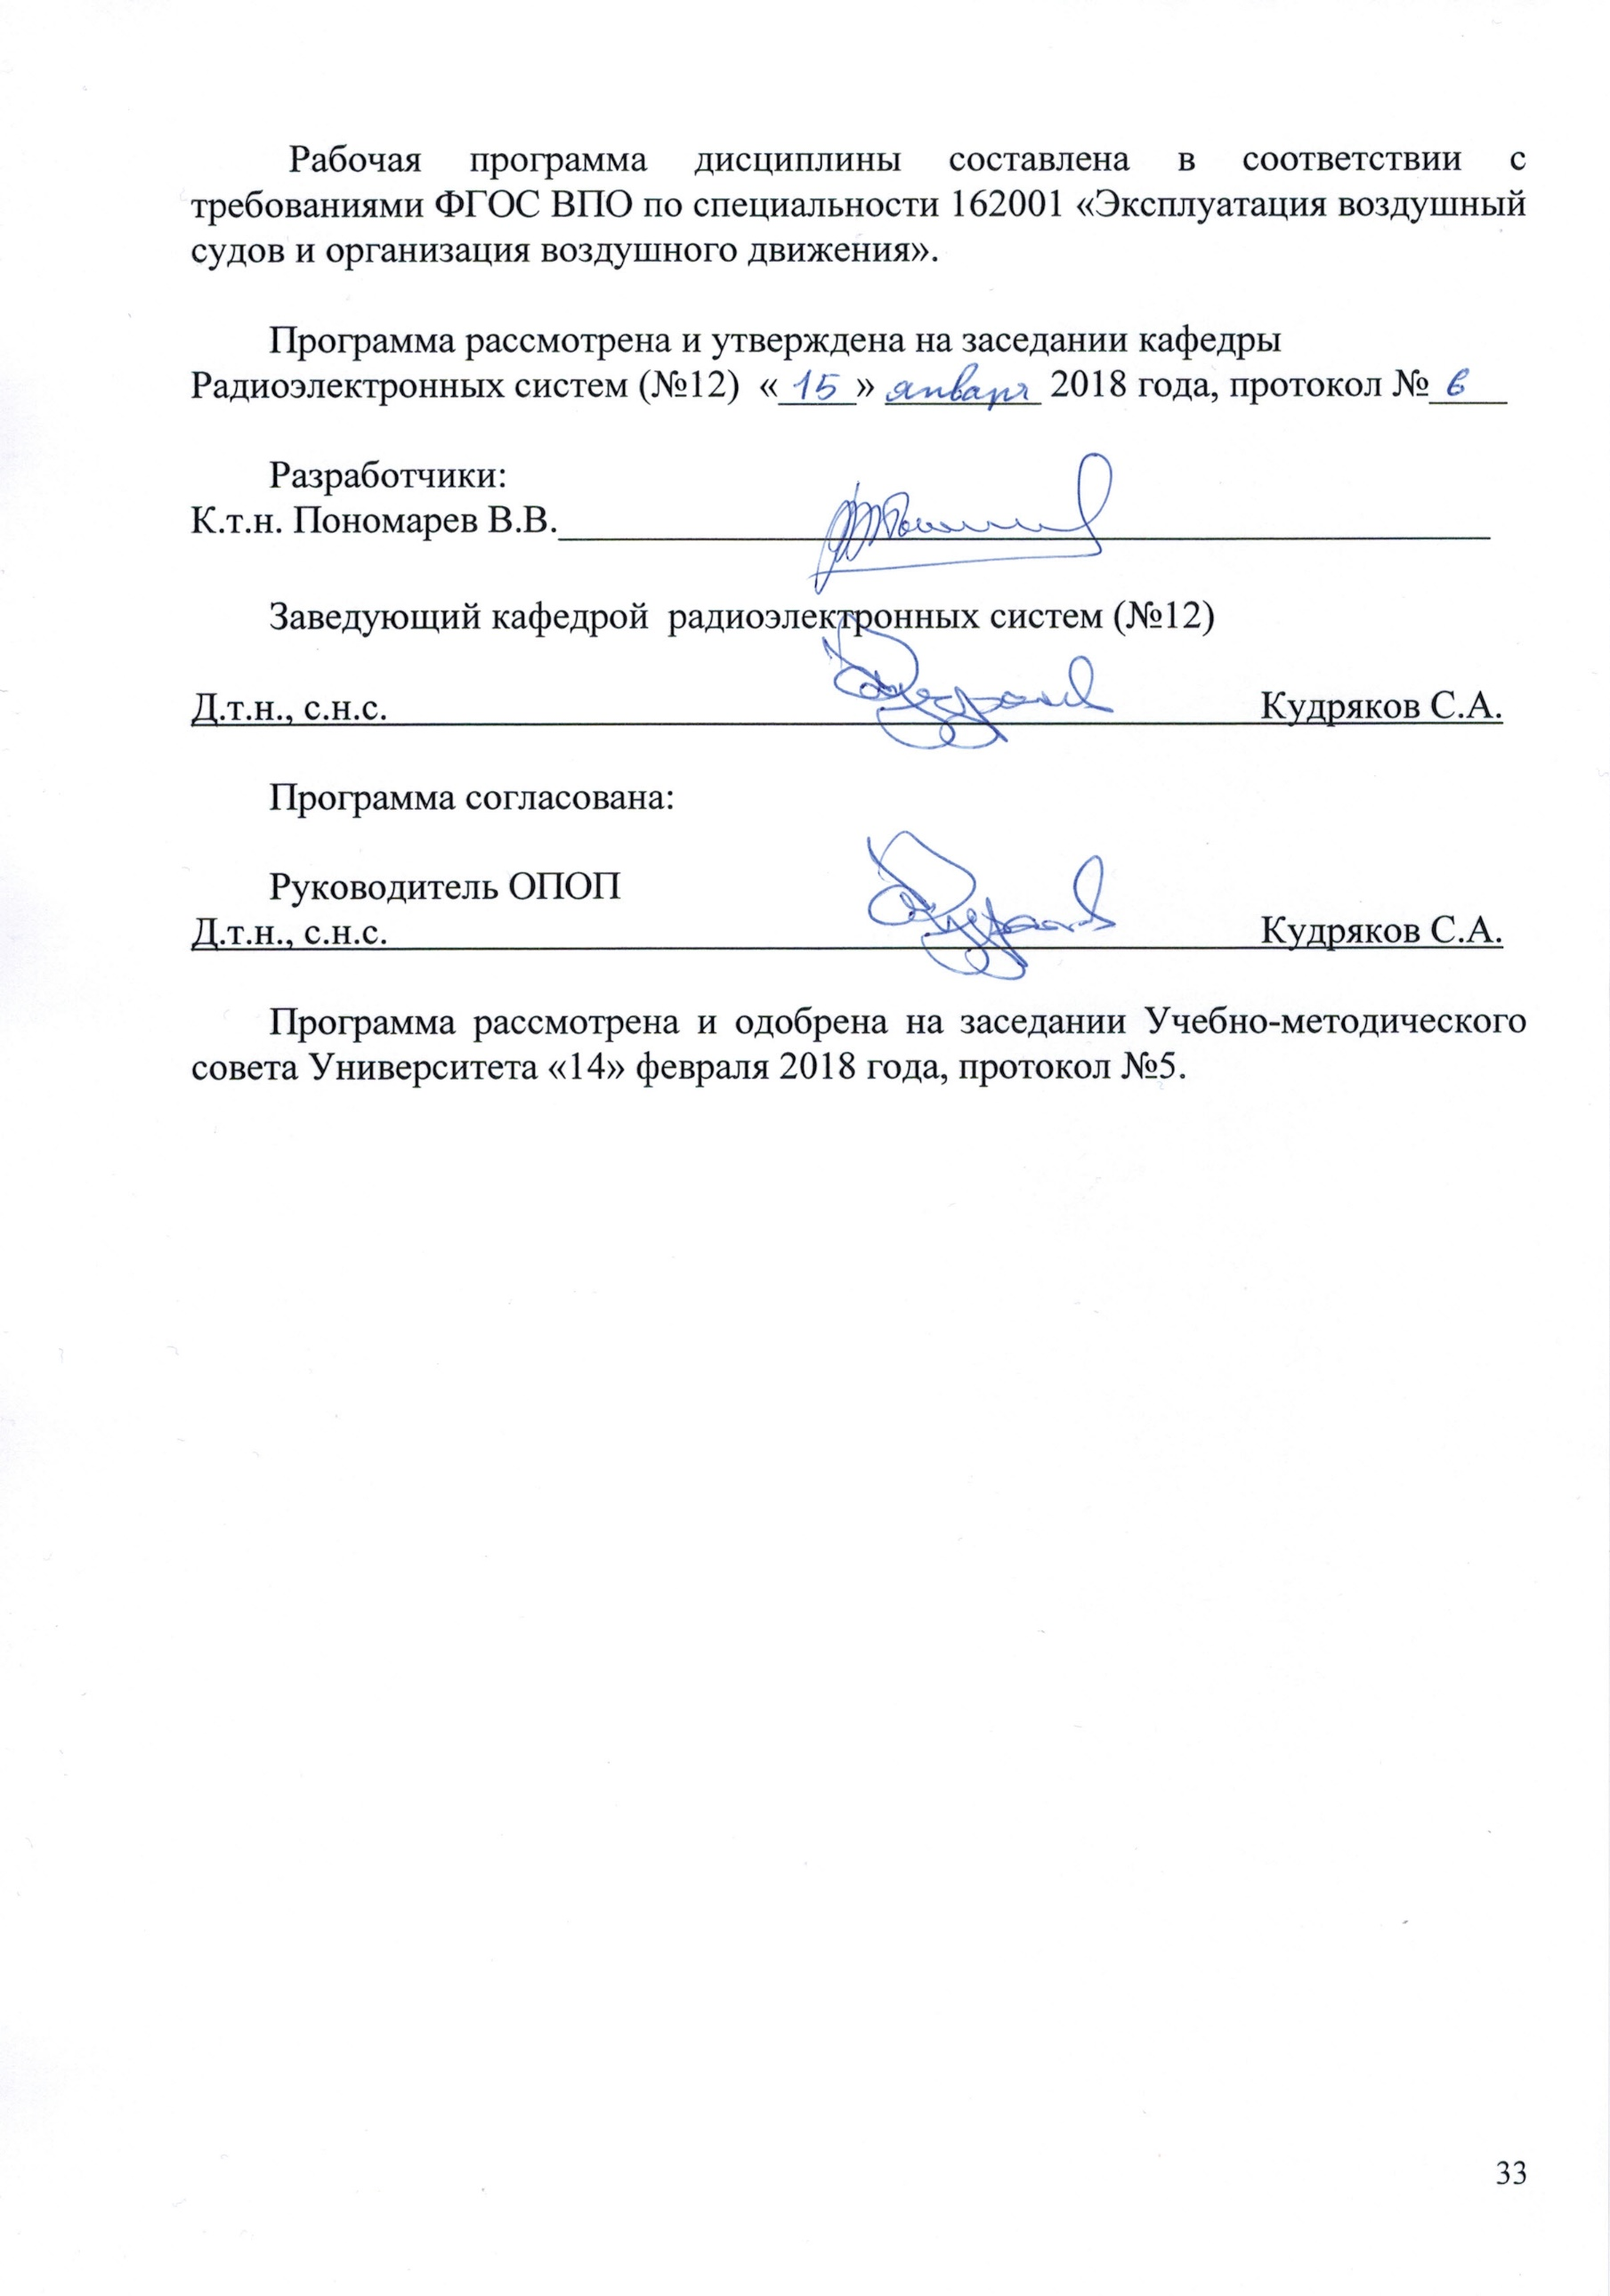 Рабочая программа дисциплины составлена в соответствии с
требованиями ФГОС ВПО по специальности 162001 «Эксплуатация воздушный
судов и организация воздушного движения».
Программа рассмотрена и утверждена на заседании кафедры
Радиоэлектронных систем (№12) «15» января 2018 года, протокол № 6
Разработчики:
К.т.н. Пономарев В.В.
Заведующий кафедрой радиоэлектронных систем (№12)
Д.т.н., с.н.с. Кудряков С.А.
Программа согласована:
Руководитель ОПОП
Д.т.н., с.н.с. Кудряков С.А.
Программа рассмотрена и одобрена на заседании Учебно-методического
совета Университета «14» февраля 2018 года, протокол №5.
33